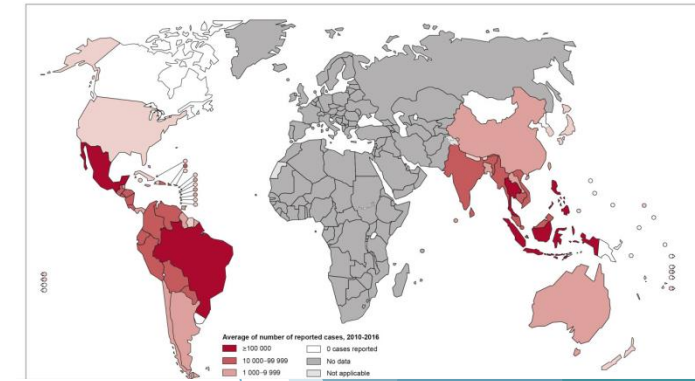 Average of number of reported cases, 2010-2016
≥100 000
10 000–99 999
1 000–9 999
0 cases reported
No data
Not applicable